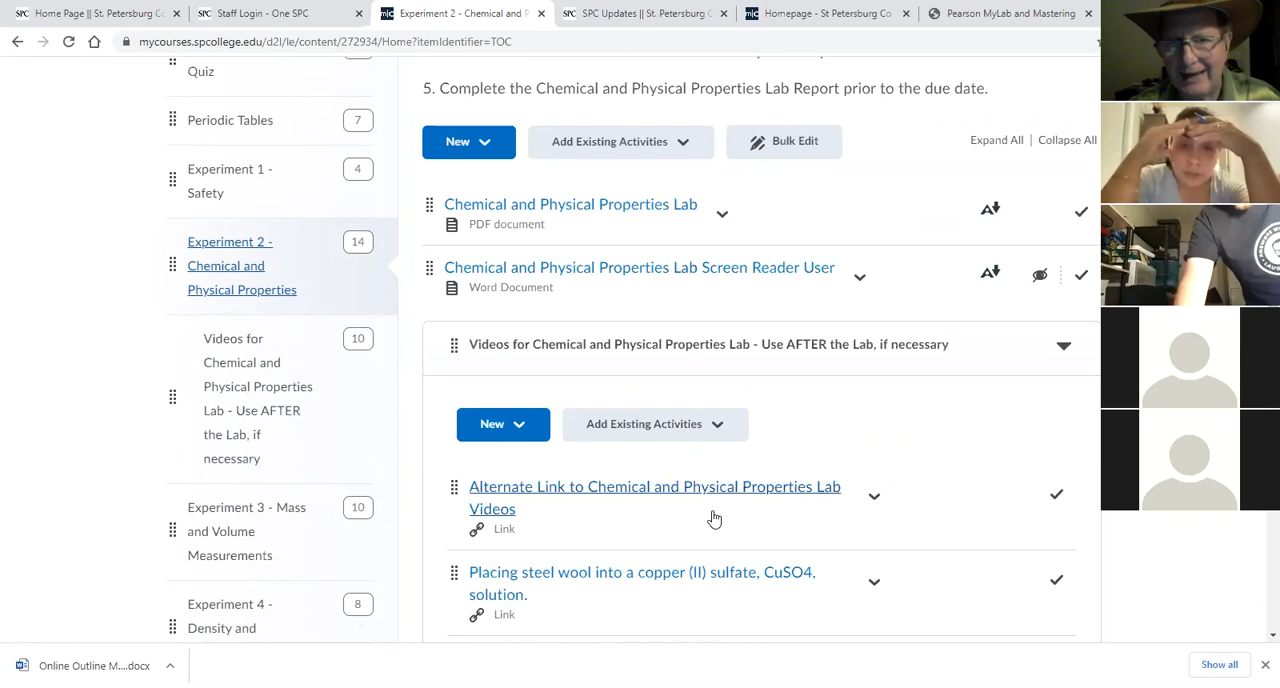 Home Page || St. Petersburg Co
Staff Login - One SPC
Experiment 2 - Chemical and P
SPC Updates || St. Petersburg C
Homepage - St Petersburg Co
Pearson MyLab and Mastering
mycourses.spcollege.edu/d2l/le/content/272934/Home?itemIdentifier=TOC
Quiz
Periodic Tables
7
Experiment 1 -
Safety
4
Experiment 2 -
Chemical and
Physical Properties
14
Videos for
Chemical and
Physical Properties
Lab - Use AFTER
the Lab, if
necessary
10
Experiment 3 - Mass
and Volume
Measurements
10
Experiment 4 -
Density and
8
5. Complete the Chemical and Physical Properties Lab Report prior to the due date.
New
Add Existing Activities
Bulk Edit
Expand All | Collapse All
Chemical and Physical Properties Lab
PDF document
Chemical and Physical Properties Lab Screen Reader User
Word Document
Videos for Chemical and Physical Properties Lab - Use AFTER the Lab, if necessary
New
Add Existing Activities
Alternate Link to Chemical and Physical Properties Lab
Videos
Link
Placing steel wool into a copper (II) sulfate, CuSO4,
solution.
Link
Online Outline M....docx
Show all